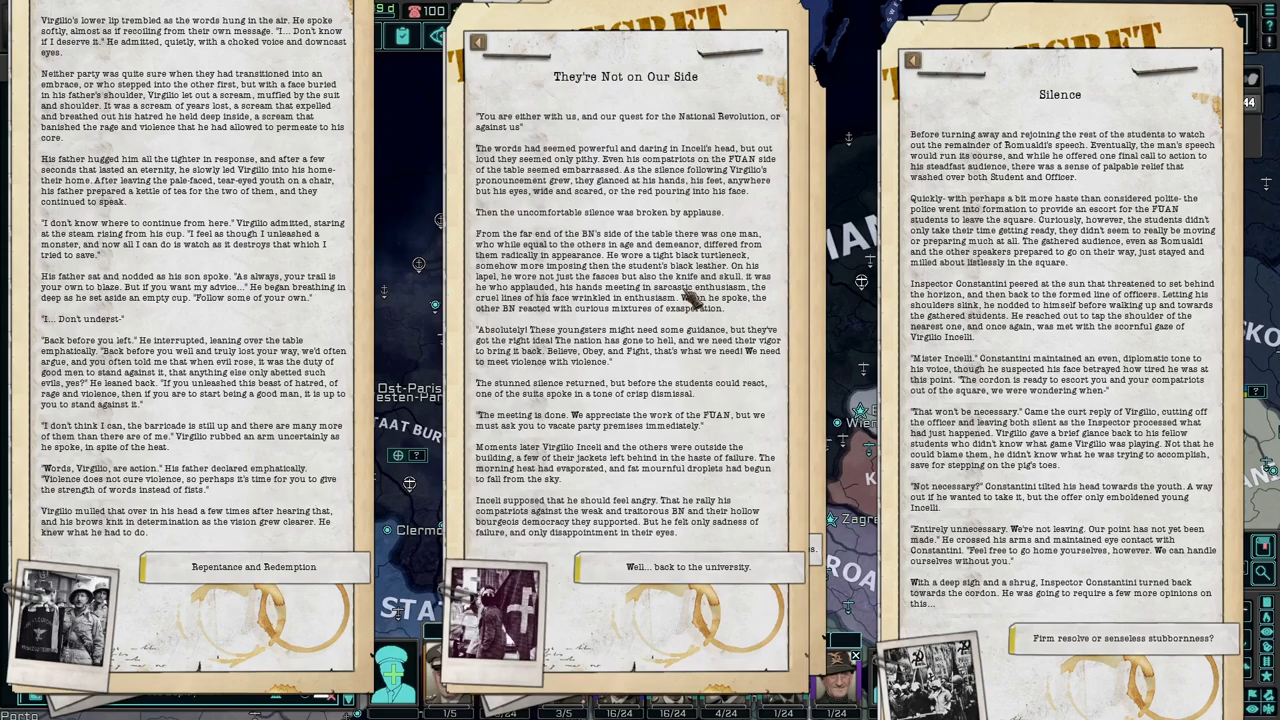 Virgilio's lower lip trembled as the words hung in the air. He spoke
softly, almost as if recoiling from his own message. "I... Don't know
if I deserve it." He admitted, quietly, with a choked voice and downcast
eyes.
Neither party was quite sure when they had transitioned into an
embrace, or who stepped into the other first, but with a face buried
in his father's shoulder, Virgilio let out a scream, muffled by the suit
and shoulder. It was a scream of years lost, a scream that expelled
and breathed out his hatred he held deep inside, a scream that
banished the rage and violence that he had allowed to permeate to his
core.
His father hugged him all the tighter in response, and after a few
seconds that lasted an eternity, he slowly led Virgilio into his home-
their home. After leaving the pale-faced, tear-eyed youth on a chair,
his father prepared a kettle of tea for the two of them, and they
continued to speak.
"I don't know where to continue from here." Virgilio admitted, staring
at the steam rising from his cup. "I feel as though I unleashed a
monster, and now all I can do is watch as it destroys that which I
tried to save."
His father sat and nodded as his son spoke. "As always, your trail is
your own to blaze. But if you want my advice..." He began breathing in
deep as he set aside an empty cup. "Follow some of your own."
"I... Don't underst-"
"Back before you left." He interrupted, leaning over the table
emphatically. "Back before you well and truly lost your way, we'd often
argue, and you often told me that when evil rose, it was the duty of
good men to stand against it, that anything else only abetted such
evils, yes?" He leaned back. "If you unleashed this beast of hatred, of
rage and violence, then if you are to start being a good man, it is up to
you to stand against it."
"I don't think I can, the barricade is still up and there are many more
of them than there are of me." Virgilio rubbed an arm uncertainly as
he spoke, in spite of the heat.
"Words, Virgilio, are action." His father declared emphatically.
"Violence does not cure violence, so perhaps it's time for you to give
the strength of words instead of fists."
Virgilio mulled that over in his head a few times after hearing that,
and his brows knit in determination as the vision grew clearer. He
knew what he had to do.
Repentance and Redemption
They're Not on Our Side
"You are either with us, and our quest for the National Revolution, or
against us"
The words had seemed powerful and daring in Inceli's head, but out
loud they seemed only pithy. Even his compatriots on the FUAN side
of the table seemed embarrassed. As the silence following Virgilio's
pronouncement grew, they glanced at his hands, his feet, anywhere
but his eyes, wide and scared, or the red pouring into his face.
Then the uncomfortable silence was broken by applause.
From the far end of the BN's side of the table there was one man,
who while equal to the others in age and demeanor, differed from
them radically in appearance. He wore a tight black turtleneck,
somehow more imposing then the student's black leather. On his
lapel, he wore not just the fasces but also the knife and skull. it was
he who applauded, his hands meeting in sarcastic enthusiasm, the
cruel lines of his face wrinkled in enthusiasm. When he spoke, the
other BN reacted with curious mixtures of exasperation.
"Absolutely! These youngsters might need some guidance, but they've
got the right idea! The nation has gone to hell, and we need their vigor
to bring it back. Believe, Obey, and Fight, that's what we need! We need
to meet violence with violence."
The stunned silence returned, but before the students could react,
one of the suits spoke in a tone of crisp dismissal.
"The meeting is done. We appreciate the work of the FUAN, but we
must ask you to vacate party premises immediately."
Moments later Virgilio Inceli and the others were outside the
building, a few of their jackets left behind in the haste of failure. The
morning heat had evaporated, and fat mournful droplets had begun
to fall from the sky.
Inceli supposed that he should feel angry. That he rally his
compatriots against the weak and traitorous BN and their hollow
bourgeois democracy they supported. But he felt only sadness of
failure, and only disappointment in their eyes.
Well... back to the university.
Silence
Before turning away and rejoining the rest of the students to watch
out the remainder of Romualdi's speech. Eventually, the man's speech
would run its course, and while he offered one final call to action to
his steadfast audience, there was a sense of palpable relief that
washed over both Student and Officer.
Quickly- with perhaps a bit more haste than considered polite- the
police went into formation to provide an escort for the FUAN
students to leave the square. Curiously, however, the students didn't
only take their time getting ready, they didn't seem to really be moving
or preparing much at all. The gathered audience, even as Romualdi
and the other speakers prepared to go on their way, just stayed and
milled about listlessly in the square.
Inspector Constantini peered at the sun that threatened to set behind
the horizon, and then back to the formed line of officers. Letting his
shoulders slink, he nodded to himself before walking up and towards
the gathered students. He reached out to tap the shoulder of the
nearest one, and once again, was met with the scornful gaze of
Virgilio Incelli.
"Mister Incelli." Constantini maintained an even, diplomatic tone to
his voice, though he suspected his face betrayed how tired he was at
this point. "The cordon is ready to escort you and your compatriots
out of the square, we were wondering when-"
"That won't be necessary." Came the curt reply of Virgilio, cutting off
the officer and leaving both silent as the Inspector processed what
had just happened. Virgilio gave a brief glance back to his fellow
students who didn't know what game Virgilio was playing. Not that he
could blame them, he didn't know what he was trying to accomplish,
save for stepping on the pig's toes.
"Not necessary?" Constantini tilted his head towards the youth. A way
out if he wanted to take it, but the offer only emboldened young
Incelli.
"Entirely unnecessary. We're not leaving. Our point has not yet been
made." He crossed his arms and maintained eye contact with
Constantini. "Feel free to go home yourselves, however. We can handle
ourselves without you."
With a deep sigh and a shrug, Inspector Constantini turned back
towards the cordon. He was going to require a few more opinions on
this...
Firm resolve or senseless stubbornness?
100
Ost-Paris
TAAT BUR
Clermo
STAT
Wien
Zagre
ROA
44
Porto
1/5
3/5
16/24
16/24
4/24
1/24